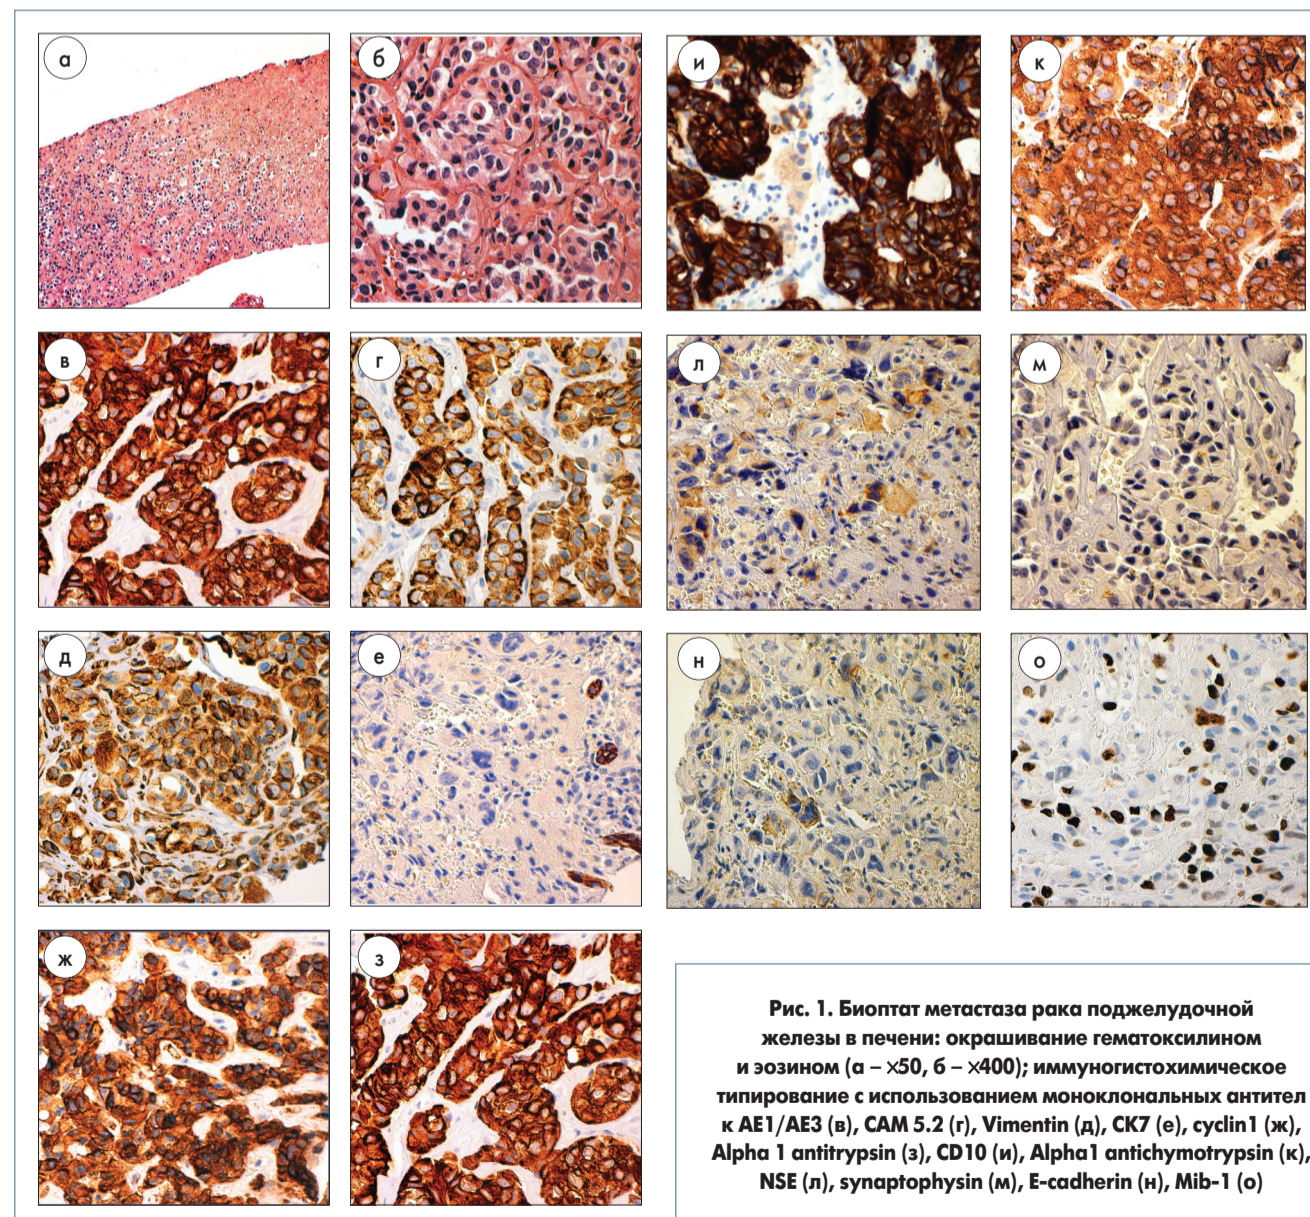 а
б
и
к
в
г
л
м
д
е
н
о
ж
з
Рис. 1. Биоптат метастаза рака поджелудочной
железы в печени: окрашивание гематоксилином
и эозином (а – ×50, б – ×400); иммуногистохимическое
типирование с использованием моноклональных антител
к AE1/AE3 (в), CAM 5.2 (г), Vimentin (д), CK7 (е), cyclin1 (ж),
Alpha 1 antitrypsin (з), CD10 (и), Alpha1 antichymotrypsin (к),
NSE (л), synaptophysin (м), E-cadherin (н), Mib-1 (о)